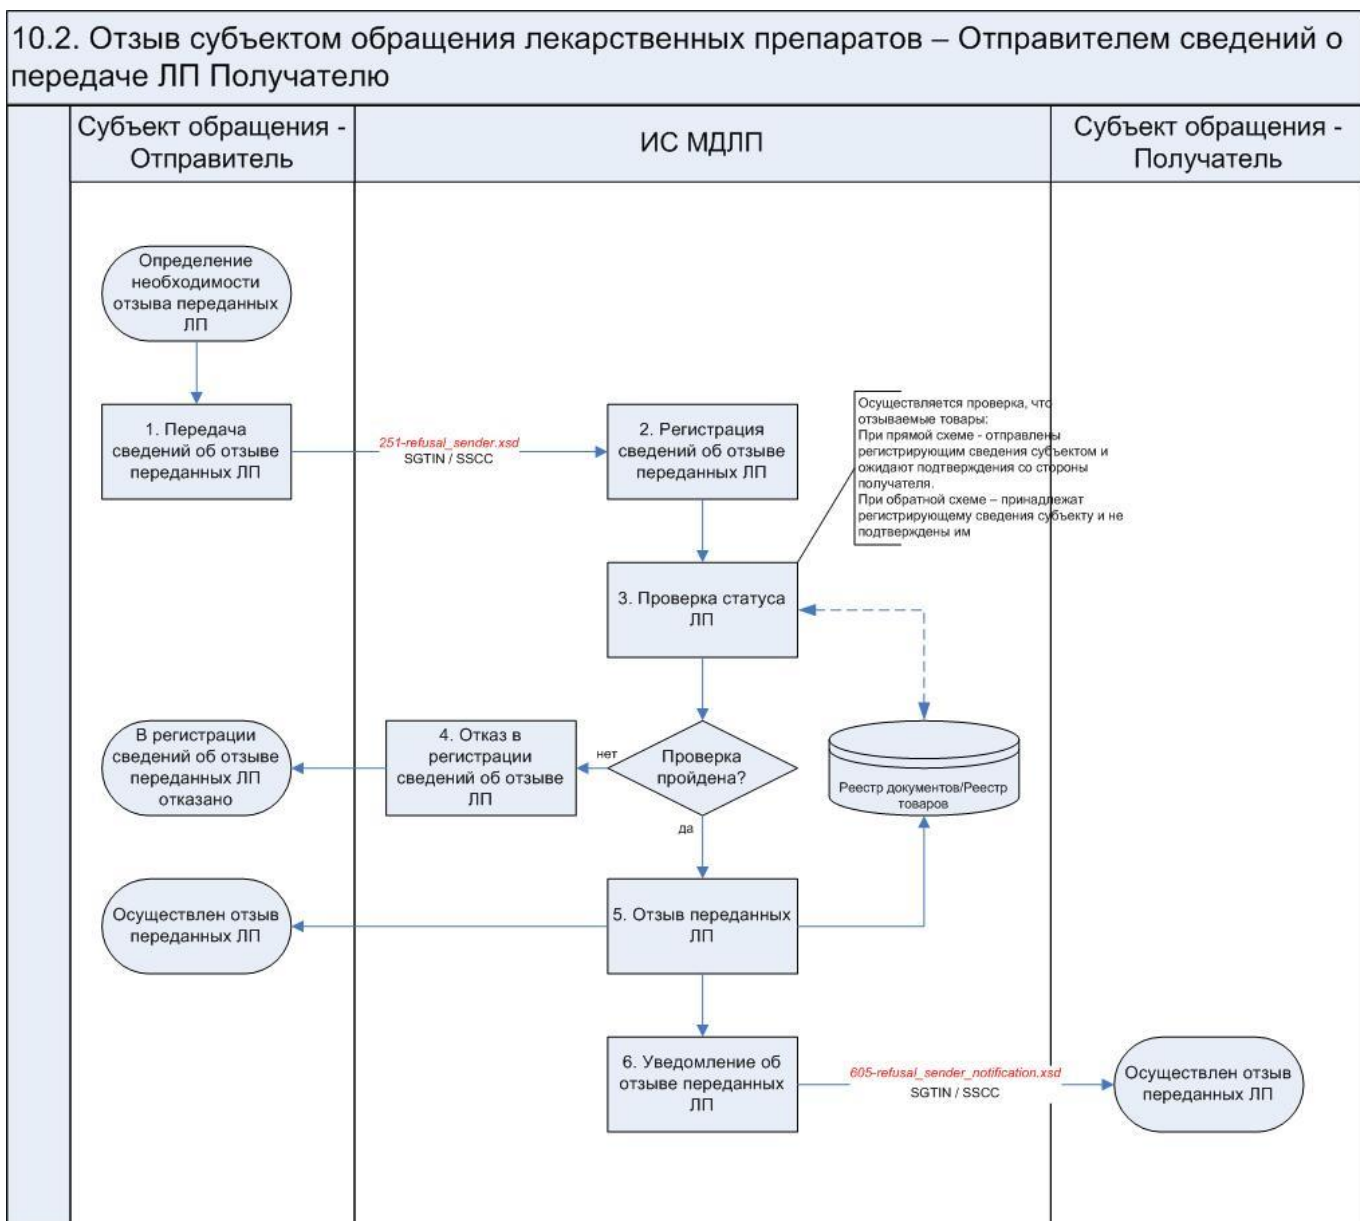 10.2. Отзыв субъектом обращения лекарственных препаратов – Отправителем сведений о
передаче ЛП Получателю
Субъект обращения -
Отправитель
ИС МДЛП
Субъект обращения -
Получатель
Определение
необходимости
отзыва переданных
ЛП
1. Передача
сведений об отзыве
переданных ЛП
251-refusal_sender.xsd
SGTIN / SSCC
2. Регистрация
сведений об отзыве
переданных ЛП
Осуществляется проверка, что
отзываемые товары:
При прямой схеме - отправлены
регистрирующим сведения субъектом и
ожидают подтверждения со стороны
получателя.
При обратной схеме – принадлежат
регистрирующему сведения субъекту и не
подтверждены им
3. Проверка статуса
ЛП
В регистрации
сведений об отзыве
переданных ЛП
отказано
4. Отказ в
регистрации
сведений об отзыве
ЛП
нет
Проверка
пройдена?
да
Реестр документов/Реестр
товаров
Осуществлен отзыв
переданных ЛП
5. Отзыв переданных
ЛП
6. Уведомление об
отзыве переданных
ЛП
605-refusal_sender_notification.xsd
SGTIN / SSCC
Осуществлен отзыв
переданных ЛП